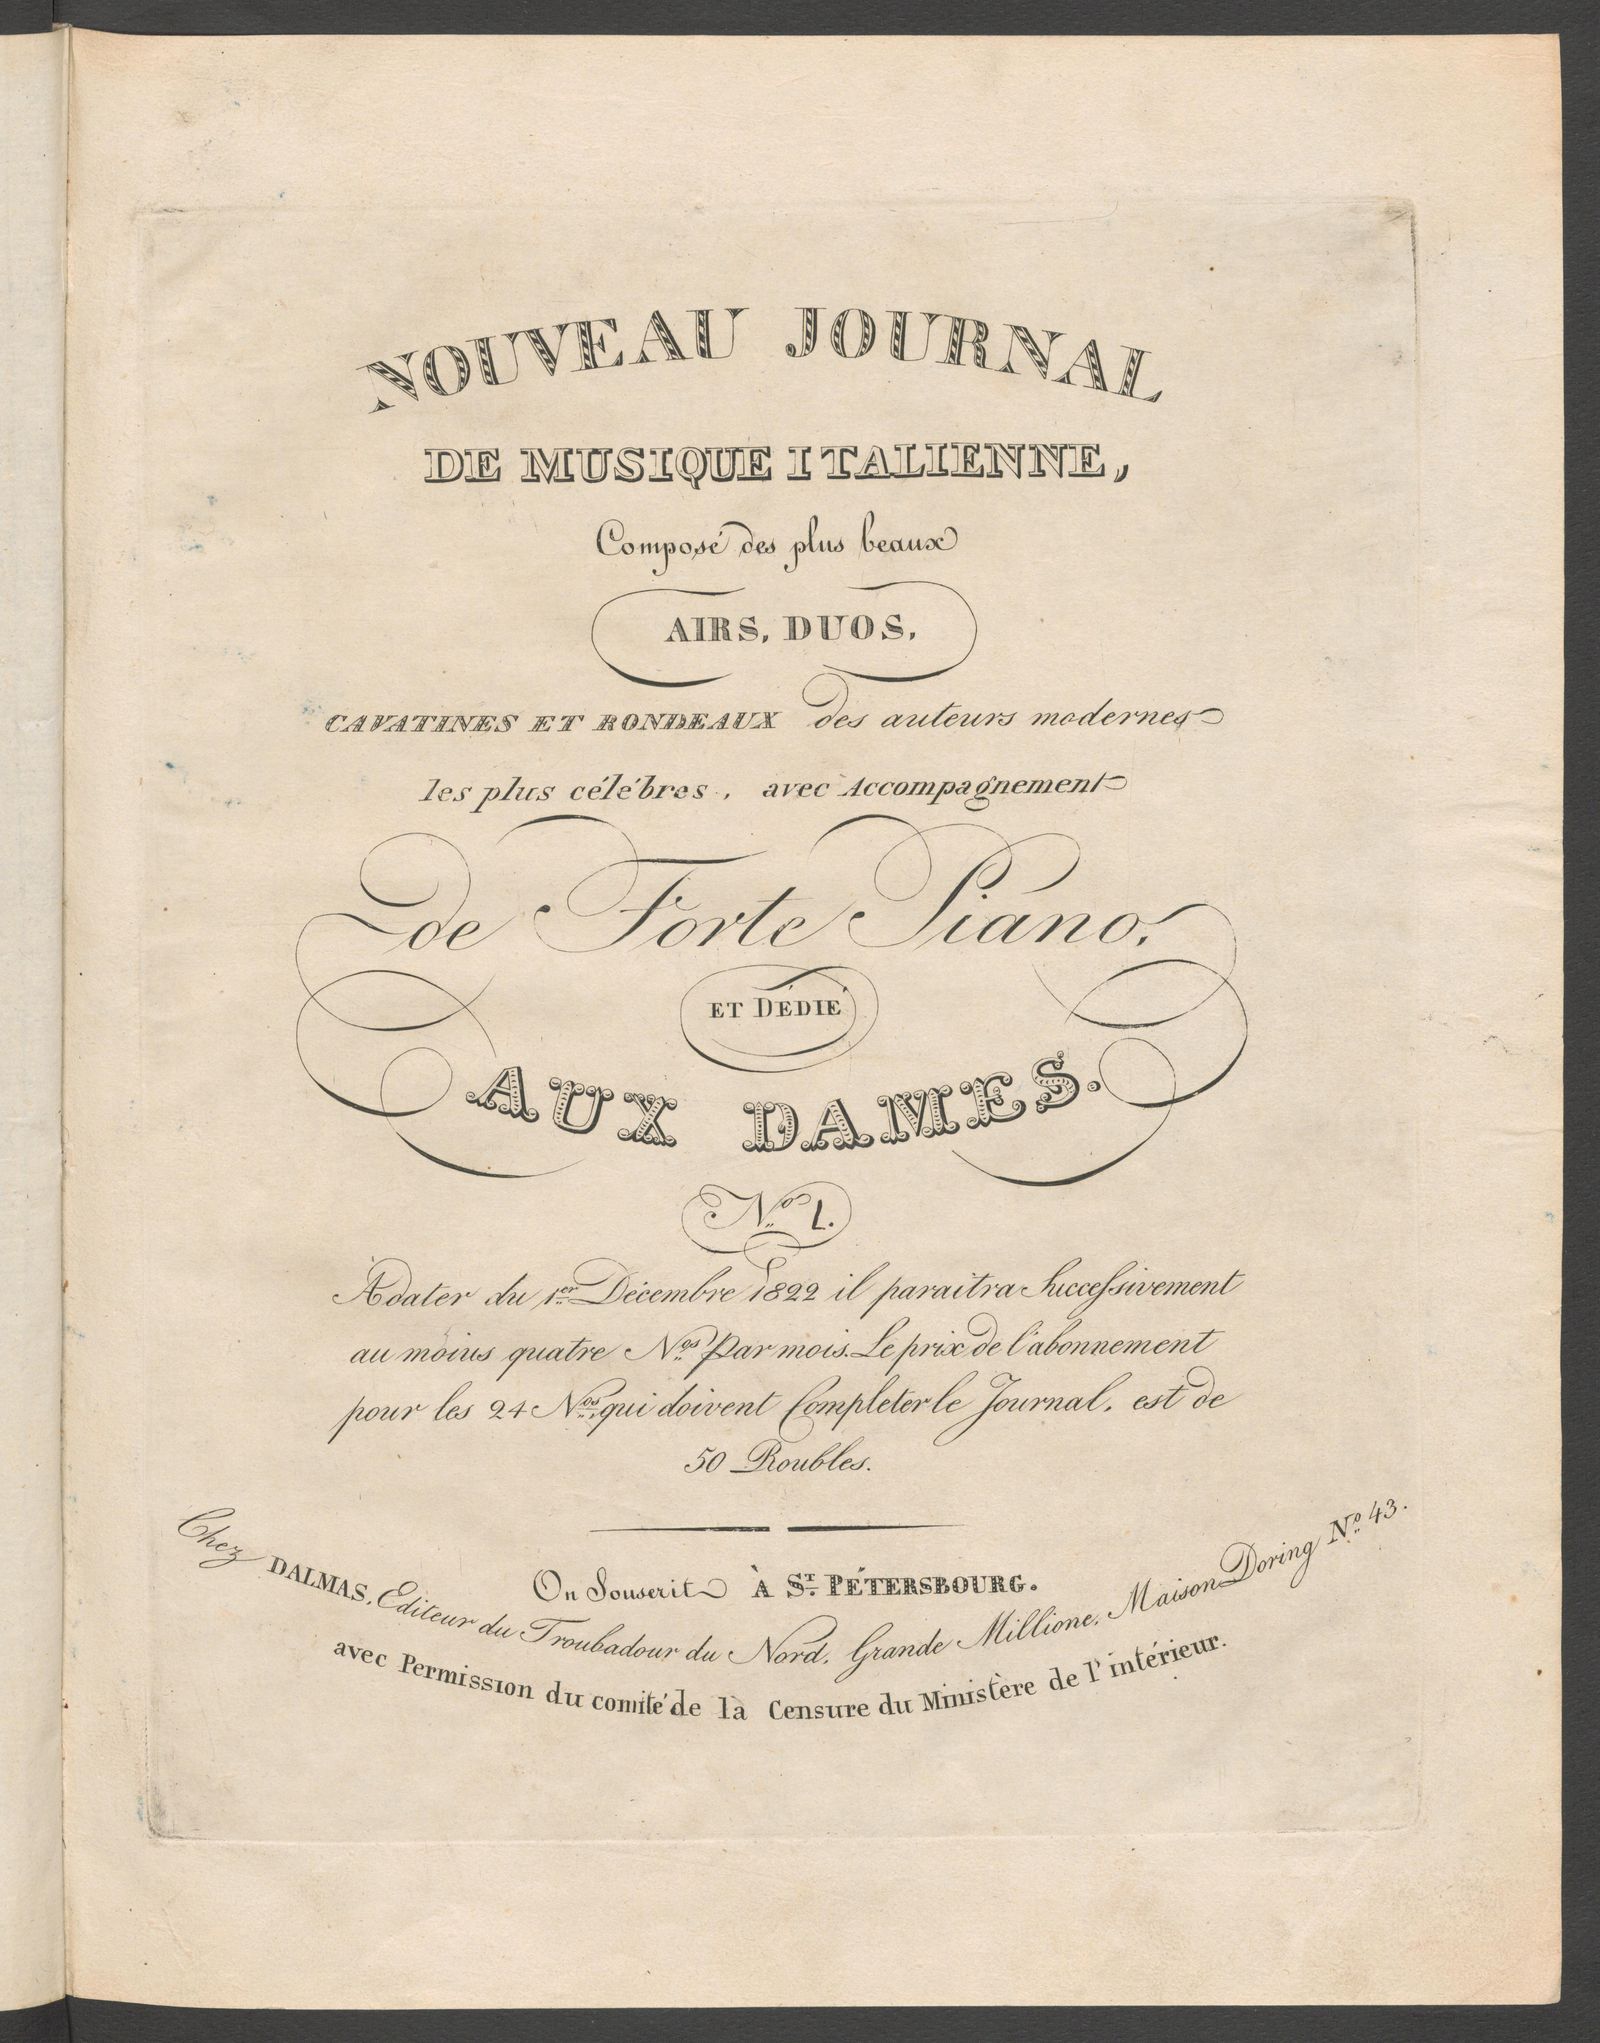 NOUVEAU JOURNAL
DE MUSIQUE ITALIENNE,
Composé des plus beaux
AIRS, DUOS,
CAVATINES ET RONDEAUX des auteurs modernes
les plus célébres, avec Accompagnement
de Forte Piano,
ET DÉDIÉ
AUX DAMES.
No. 1.
À dater du 1er Décembre 1822 il paraitra Successivement
au moins quatre Nos. Par mois. Le prix de l'abonnement
pour les 24 Nos. qui doivent Completer le Journal, est de
50 Roubles.
On Souscrit À ST. PÉTERSBOURG.
Chez DALMAS, Editeur du Troubadour du Nord, Grande Millione, Maison Doring No. 43.
avec Permission du comité de la Censure du Ministère de l'intérieur.